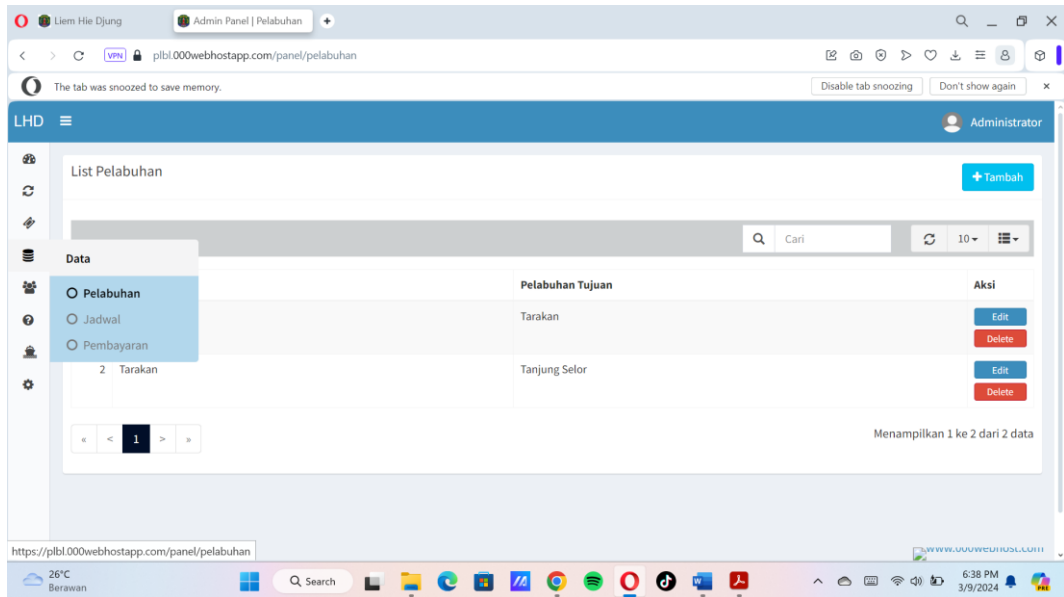 Liem Hie Djung
Admin Panel | Pelabuhan
VPN
plbl.000webhostapp.com/panel/pelabuhan
The tab was snoozed to save memory.
Disable tab snoozing
Don't show again
LHD
Administrator
List Pelabuhan
Tambah
Cari
10
Data
Pelabuhan
Jadwal
Pembayaran
Pelabuhan Tujuan
Aksi
Tarakan
Edit
Delete
2 Tarakan
Tanjung Selor
Edit
Delete
« < 1 > »
Menampilkan 1 ke 2 dari 2 data
https://plbl.000webhostapp.com/panel/pelabuhan
www.000webhost.com
26°C
Berawan
Search
6:38 PM
3/9/2024